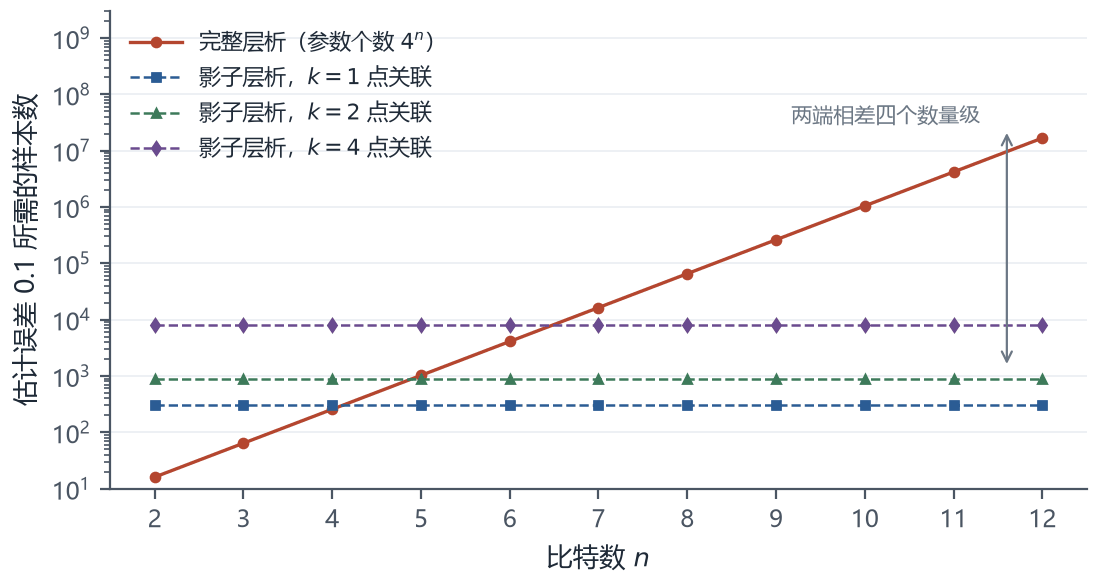 估计误差 0.1 所需的样本数
10⁹
10⁸
10⁷
10⁶
10⁵
10⁴
10³
10²
10¹
完整层析（参数个数 4ⁿ）
影子层析，k = 1 点关联
影子层析，k = 2 点关联
影子层析，k = 4 点关联
两端相差四个数量级
2 3 4 5 6 7 8 9 10 11 12
比特数 n